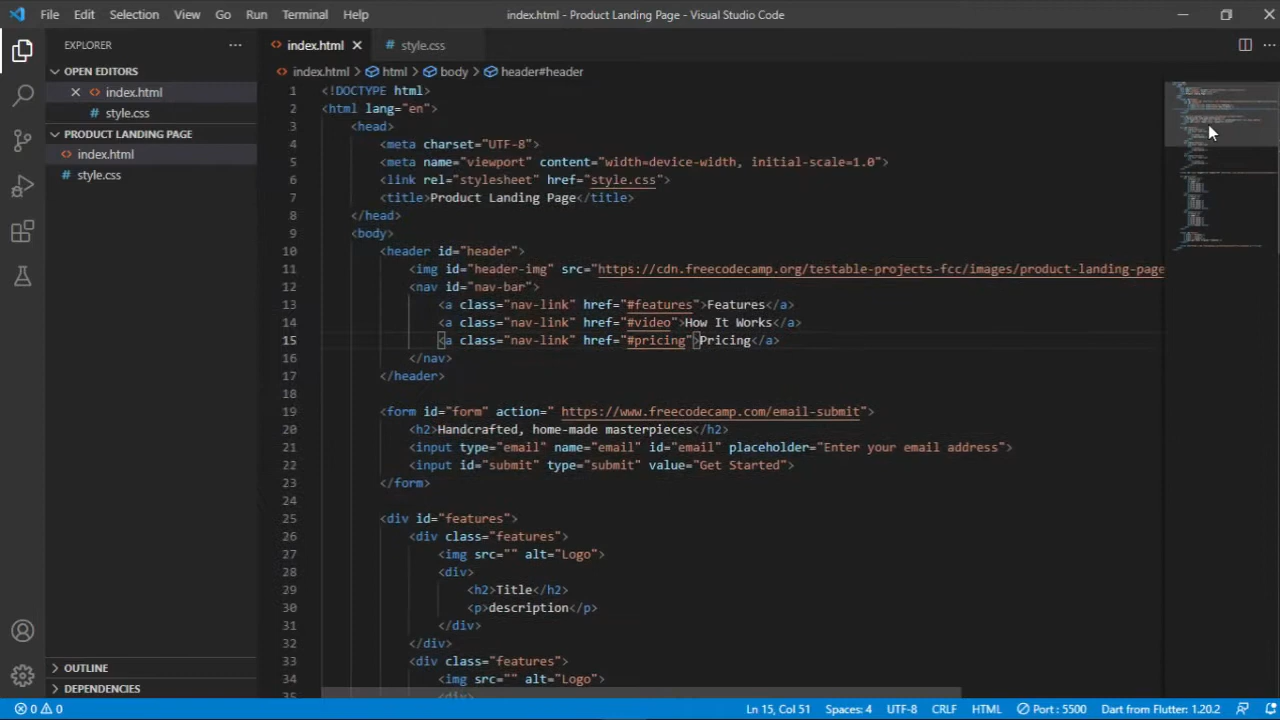 File Edit Selection View Go Run Terminal Help index.html - Product Landing Page - Visual Studio Code
EXPLORER
OPEN EDITORS
index.html
style.css
PRODUCT LANDING PAGE
index.html
style.css
OUTLINE
DEPENDENCIES
index.html style.css
index.html html body header#header
1 <!DOCTYPE html>
2 <html lang="en">
3 <head>
4 <meta charset="UTF-8">
5 <meta name="viewport" content="width=device-width, initial-scale=1.0">
6 <link rel="stylesheet" href="style.css">
7 <title>Product Landing Page</title>
8 </head>
9 <body>
10 <header id="header">
11 <img id="header-img" src="https://cdn.freecodecamp.org/testable-projects-fcc/images/product-landing-page
12 <nav id="nav-bar">
13 <a class="nav-link" href="#features">Features</a>
14 <a class="nav-link" href="#video">How It Works</a>
15 <a class="nav-link" href="#pricing">Pricing</a>
16 </nav>
17 </header>
18
19 <form id="form" action=" https://www.freecodecamp.com/email-submit">
20 <h2>Handcrafted, home-made masterpieces</h2>
21 <input type="email" name="email" id="email" placeholder="Enter your email address">
22 <input id="submit" type="submit" value="Get Started">
23 </form>
24
25 <div id="features">
26 <div class="features">
27 <img src="" alt="Logo">
28 <div>
29 <h2>Title</h2>
30 <p>description</p>
31 </div>
32 </div>
33 <div class="features">
34 <img src="" alt="Logo">
35 <div>
0 0 Ln 15, Col 51 Spaces: 4 UTF-8 CRLF HTML Port : 5500 Dart from Flutter: 1.20.2